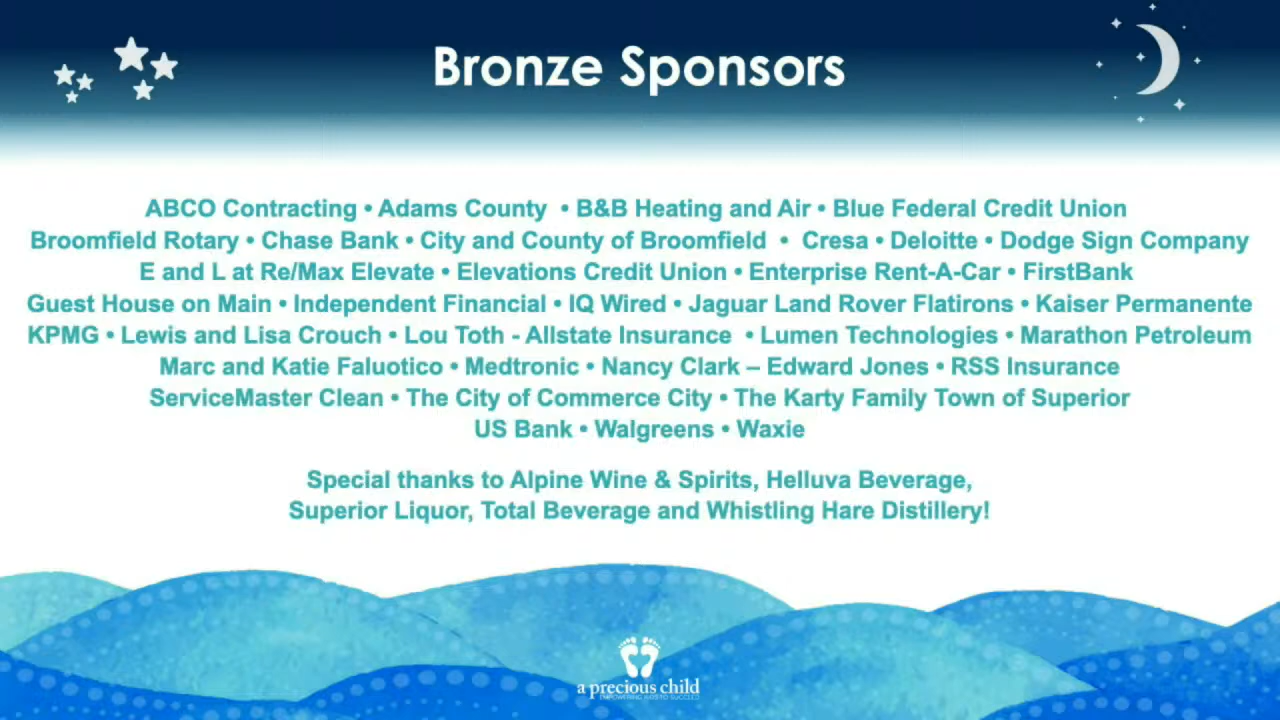 Bronze Sponsors
ABCO Contracting • Adams County • B&B Heating and Air • Blue Federal Credit Union
Broomfield Rotary • Chase Bank • City and County of Broomfield • Cresa • Deloitte • Dodge Sign Company
E and L at Re/Max Elevate • Elevations Credit Union • Enterprise Rent-A-Car • FirstBank
Guest House on Main • Independent Financial • IQ Wired • Jaguar Land Rover Flatirons • Kaiser Permanente
KPMG • Lewis and Lisa Crouch • Lou Toth - Allstate Insurance • Lumen Technologies • Marathon Petroleum
Marc and Katie Faluotico • Medtronic • Nancy Clark – Edward Jones • RSS Insurance
ServiceMaster Clean • The City of Commerce City • The Karty Family Town of Superior
US Bank • Walgreens • Waxie
Special thanks to Alpine Wine & Spirits, Helluva Beverage,
Superior Liquor, Total Beverage and Whistling Hare Distillery!
a precious child
EMPOWERING KIDS TO SUCCEED